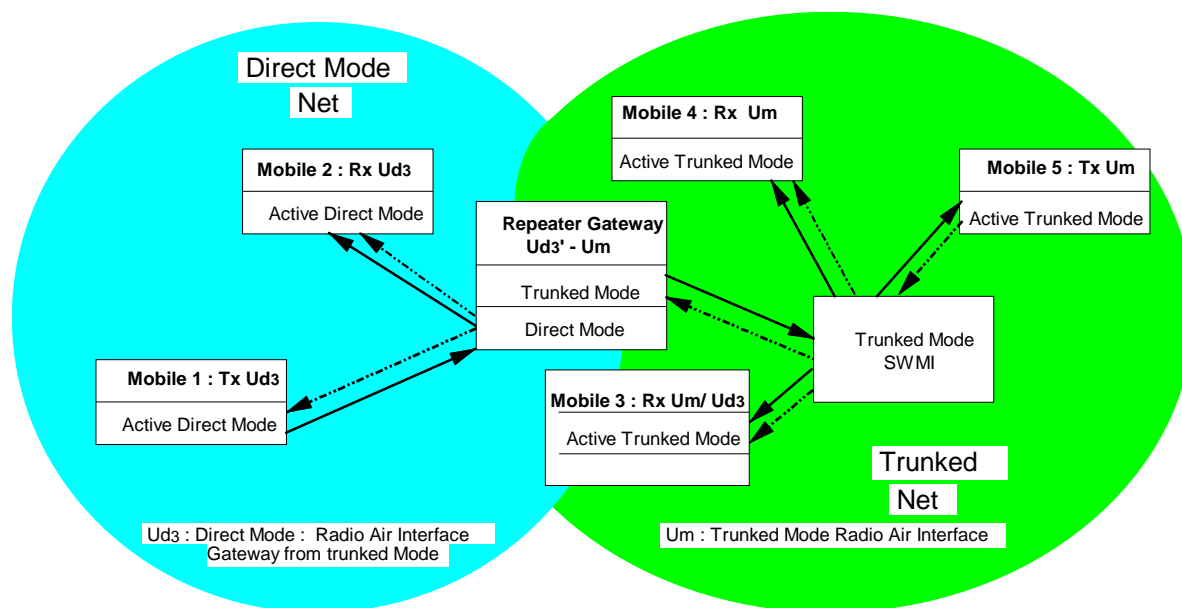 Direct Mode
Net
Mobile 4 : Rx Um
Active Trunked Mode
Mobile 2 : Rx Ud3
Active Direct Mode
Mobile 5 : Tx Um
Active Trunked Mode
Repeater Gateway
Ud3' - Um
Trunked Mode
Direct Mode
Trunked Mode
SWMI
Mobile 1 : Tx Ud3
Active Direct Mode
Mobile 3 : Rx Um/ Ud3
Active Trunked Mode
Trunked
Net
Ud3 : Direct Mode : Radio Air Interface
Gateway from trunked Mode
Um : Trunked Mode Radio Air Interface